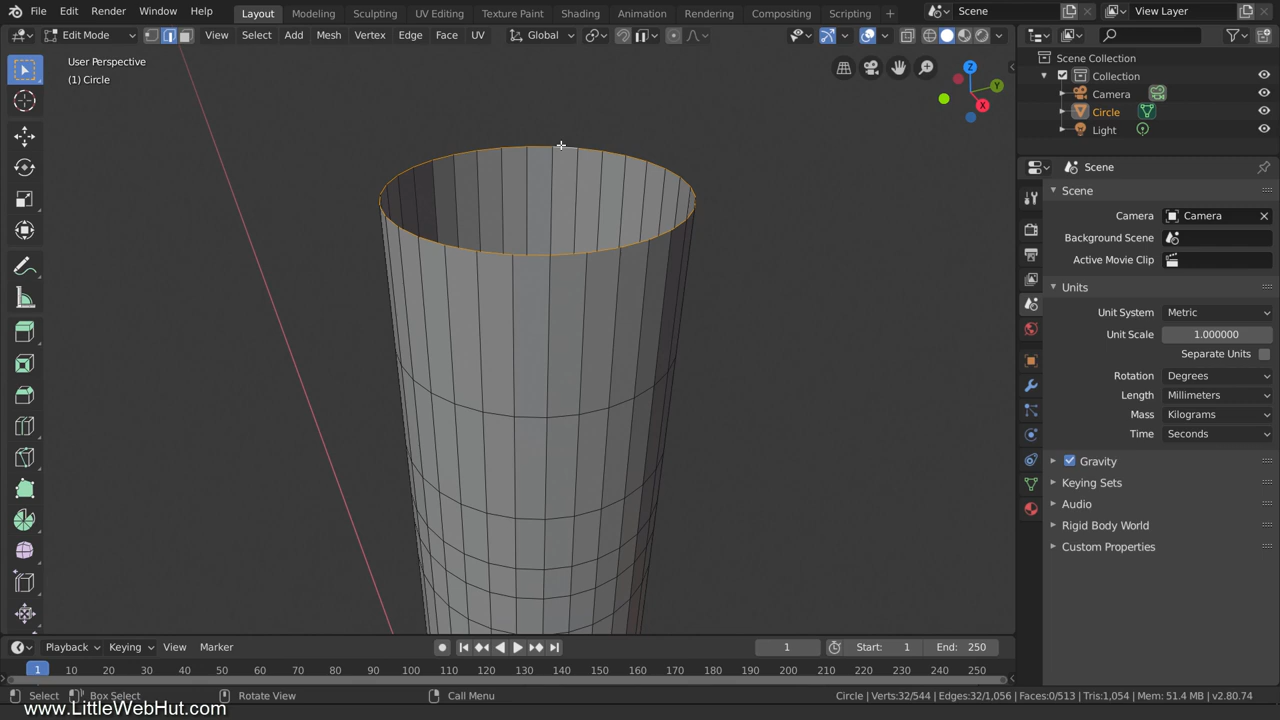 File Edit Render Window Help Layout Modeling Sculpting UV Editing Texture Paint Shading Animation Rendering Compositing Scripting + Scene View Layer
Edit Mode View Select Add Mesh Vertex Edge Face UV Global
User Perspective
(1) Circle
Z
Y
X
Scene Collection
Collection
Camera
Circle
Light
Scene
Scene
Camera Camera
Background Scene
Active Movie Clip
Units
Unit System Metric
Unit Scale 1.000000
Separate Units
Rotation Degrees
Length Millimeters
Mass Kilograms
Time Seconds
Gravity
Keying Sets
Audio
Rigid Body World
Custom Properties
Playback Keying View Marker 1 Start: 1 End: 250
1 10 20 30 40 50 60 70 80 90 100 110 120 130 140 150 160 170 180 190 200 210 220 230 240 250
Select Box Select Rotate View Call Menu Circle | Verts:32/544 | Edges:32/1,056 | Faces:0/513 | Tris:1,054 | Mem: 51.4 MB | v2.80.74
www.LittleWebHut.com